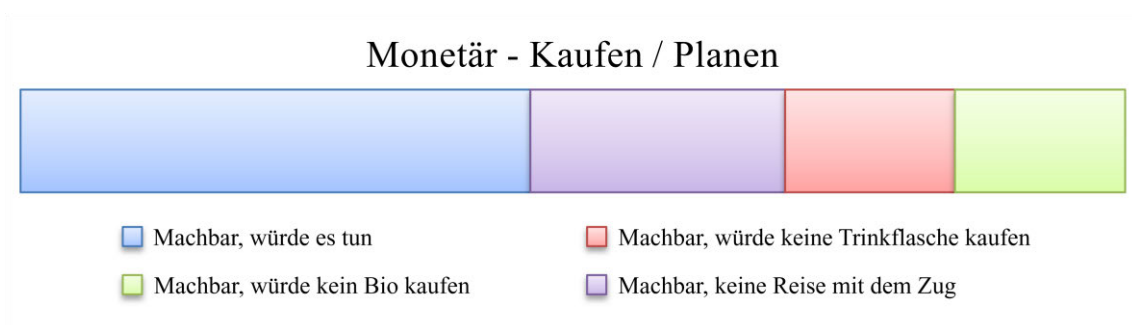 Monetär - Kaufen / Planen
Machbar, würde es tun
Machbar, würde keine Trinkflasche kaufen
Machbar, würde kein Bio kaufen
Machbar, keine Reise mit dem Zug